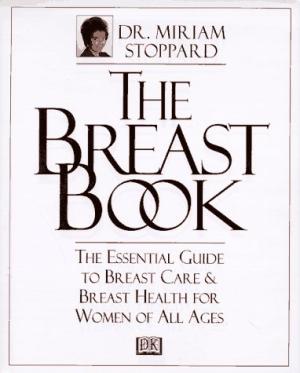 DR. MIRIAM
STOPPARD
THE
BREAST
BOOK
THE ESSENTIAL GUIDE
TO BREAST CARE &
BREAST HEALTH FOR
WOMEN OF ALL AGES
DK